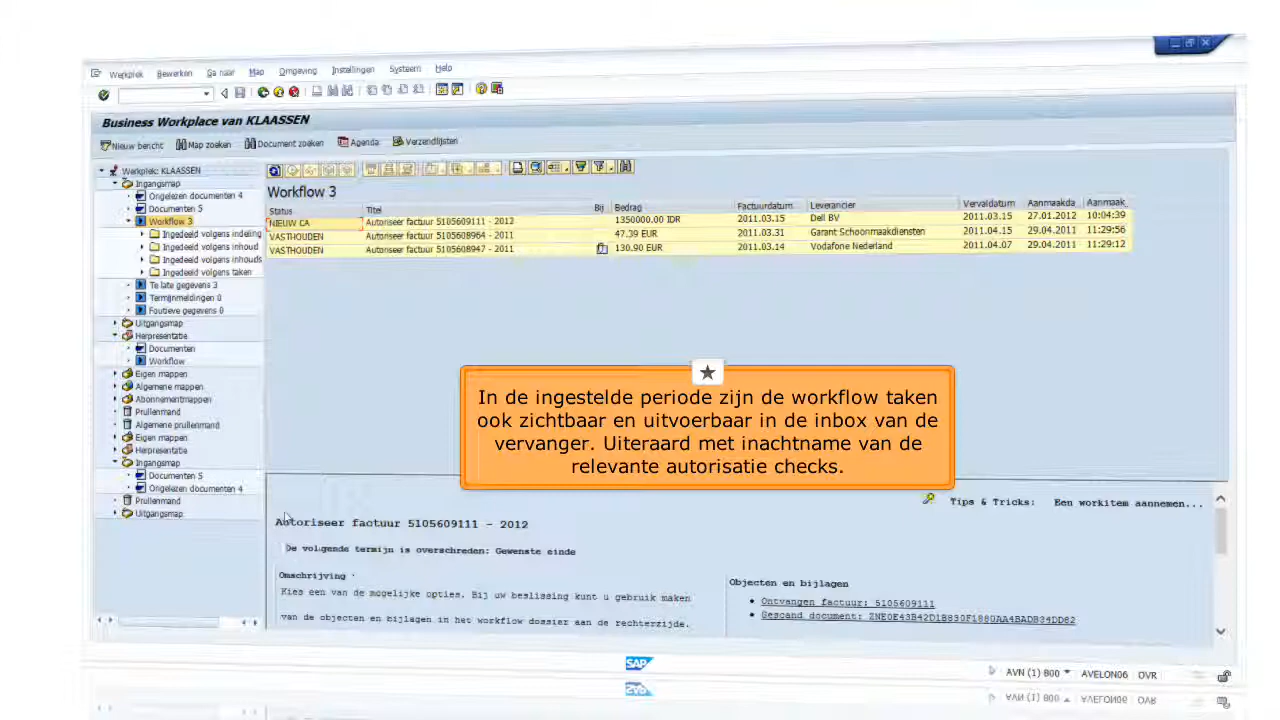 Werkplek Bewerken Ga naar Map Omgeving Instellingen Systeem Help
Business Workplace van KLAASSEN
Nieuw bericht Map zoeken Document zoeken Agenda Verzendlijsten
Werkplek: KLAASSEN
Ingangsmap
Ongelezen documenten 4
Documenten 5
Workflow 3
Ingedeeld volgens indeling
Ingedeeld volgens inhoud
Ingedeeld volgens inhouds
Ingedeeld volgens taken
Te late gegevens 3
Termijnmeldingen 0
Foutieve gegevens 0
Uitgangsmap
Herpresentatie
Documenten
Workflow
Eigen mappen
Algemene mappen
Abonnementmappen
Prullenmand
Algemene prullenmand
Eigen mappen
Herpresentatie
Ingangsmap
Documenten 5
Ongelezen documenten 4
Prullenmand
Uitgangsmap
Workflow 3
Status Titel Bij Bedrag Factuurdatum Leverancier Vervaldatum Aanmaakda Aanmaak
NIEUW CA Autoriseer factuur 5105609111 - 2012 1350000.00 IDR 2011.03.15 Dell BV 2011.03.15 27.01.2012 10:04:39
VASTHOUDEN Autoriseer factuur 5105608964 - 2011 47.39 EUR 2011.03.31 Garant Schoonmaakdiensten 2011.04.15 29.04.2011 11:29:56
VASTHOUDEN Autoriseer factuur 5105608947 - 2011 130.90 EUR 2011.03.14 Vodafone Nederland 2011.04.07 29.04.2011 11:29:12
In de ingestelde periode zijn de workflow taken
ook zichtbaar en uitvoerbaar in de inbox van de
vervanger. Uiteraard met inachtname van de
relevante autorisatie checks.
Tips & Tricks: Een workitem aannemen...
Autoriseer factuur 5105609111 - 2012
De volgende termijn is overschreden: Gewenste einde
Omschrijving
Kies een van de mogelijke opties. Bij uw beslissing kunt u gebruik maken
van de objecten en bijlagen in het workflow dossier aan de rechterzijde.
Objecten en bijlagen
• Ontvangen factuur: 5105609111
• Gescand document:
SAP
AVN (1) 800 AVELON06 OVR